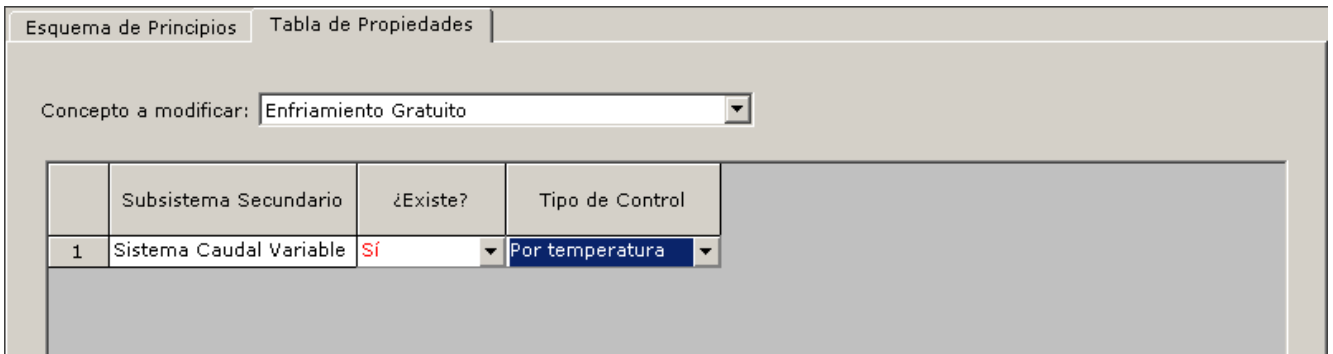 Esquema de Principios Tabla de Propiedades
Concepto a modificar: Enfriamiento Gratuito
Subsistema Secundario ¿Existe? Tipo de Control
1 Sistema Caudal Variable Sí Por temperatura